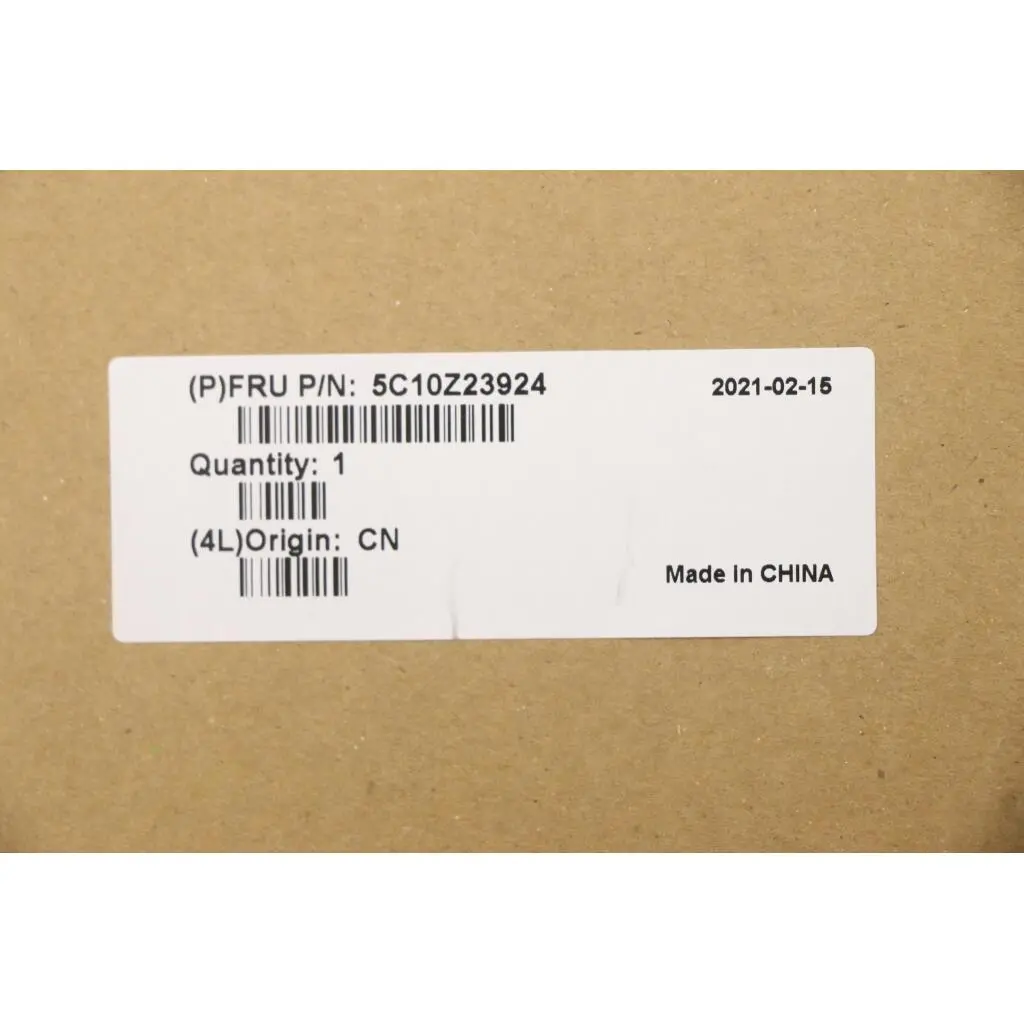 (P)FRU P/N: 5C10Z23924
2021-02-15
Quantity: 1
(4L)Origin: CN
Made in CHINA